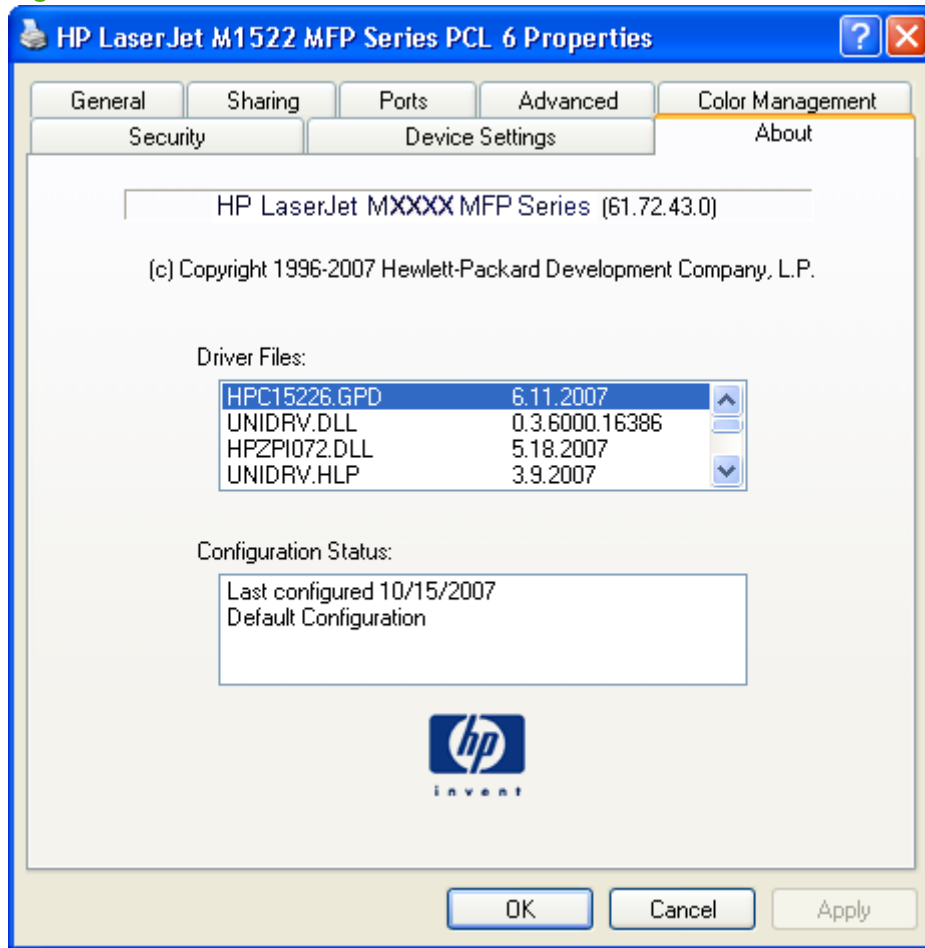 HP LaserJet M1522 MFP Series PCL 6 Properties
General Sharing Ports Advanced Color Management
Security Device Settings About
HP LaserJet MXXXX MFP Series (61.72.43.0)
(c) Copyright 1996-2007 Hewlett-Packard Development Company, L.P.
Driver Files:
HPC15226.GPD 6.11.2007
UNIDRV.DLL 0.3.6000.16386
HPZPI072.DLL 5.18.2007
UNIDRV.HLP 3.9.2007
Configuration Status:
Last configured 10/15/2007
Default Configuration
hp
invent
OK Cancel Apply